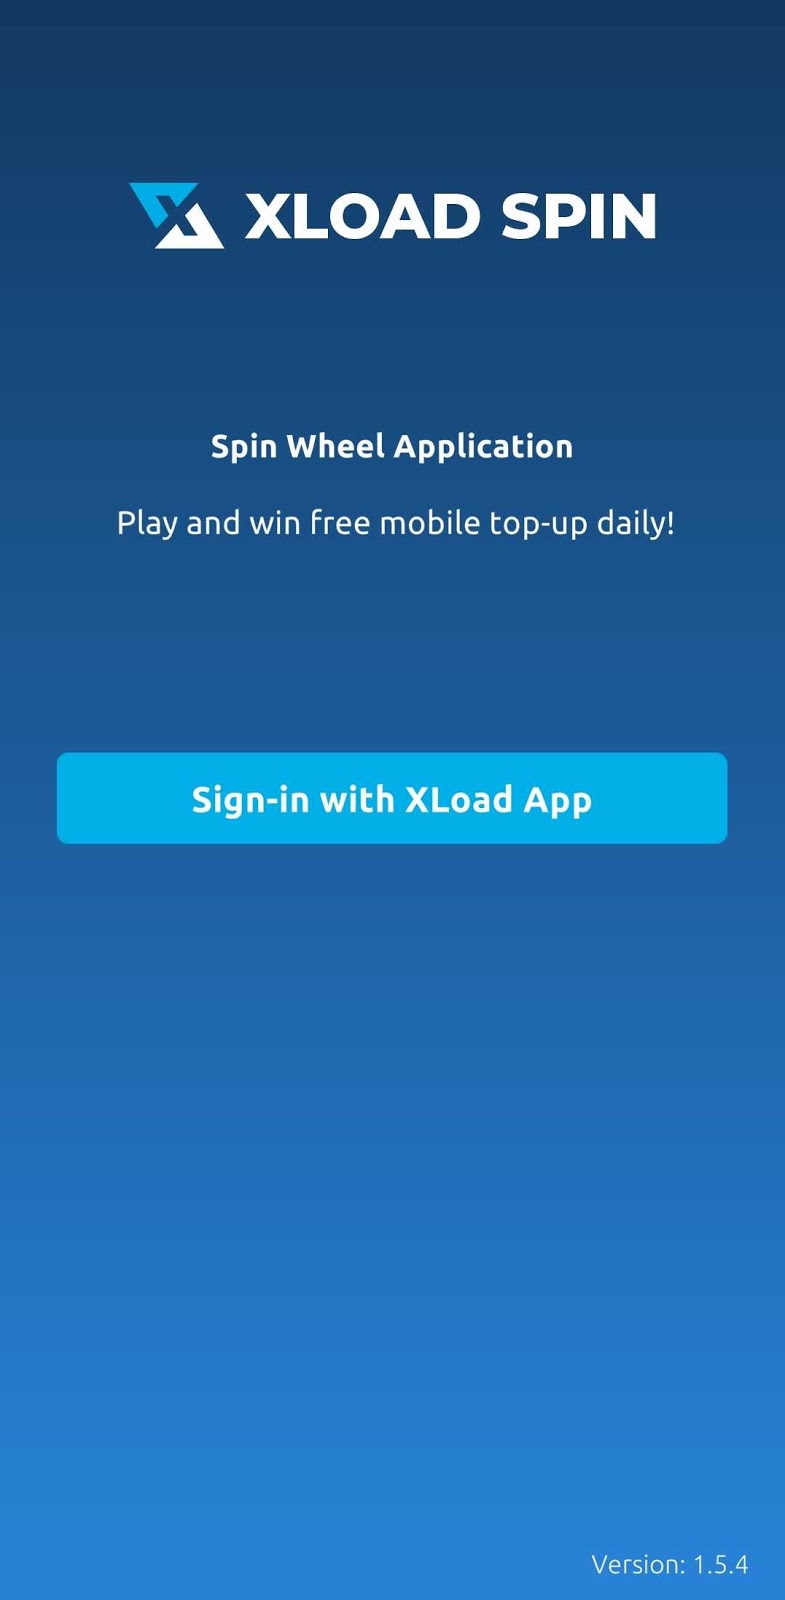 XLOAD SPIN
Spin Wheel Application
Play and win free mobile top-up daily!
Sign-in with XLoad App
Version: 1.5.4